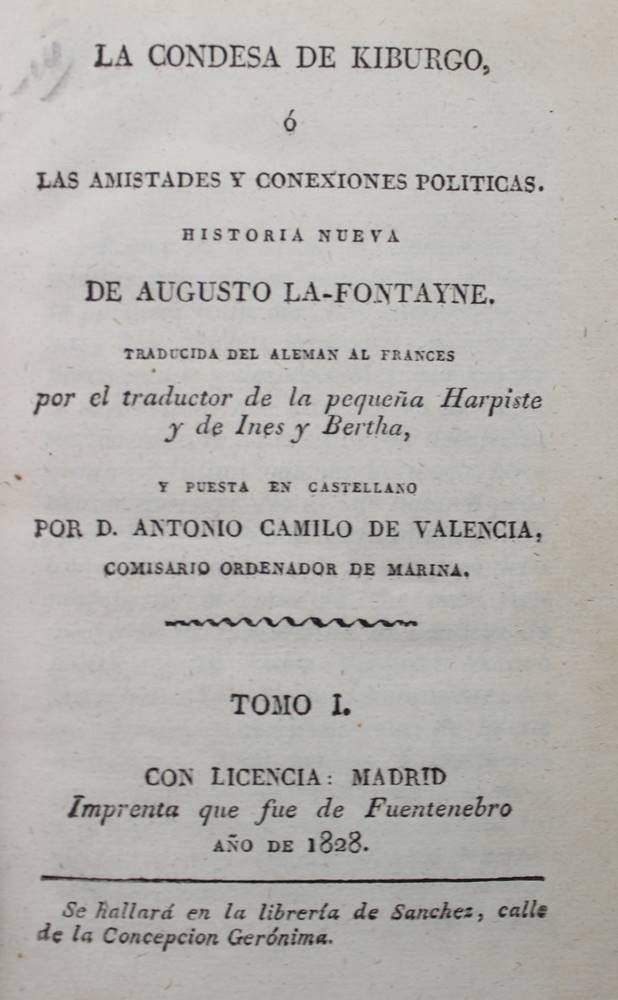 LA CONDESA DE KIBURGO,
ó
LAS AMISTADES Y CONEXIONES POLITICAS.
HISTORIA NUEVA
DE AUGUSTO LA-FONTAYNE.
TRADUCIDA DEL ALEMAN AL FRANCES
por el traductor de la pequeña Harpiste
y de Ines y Bertha,
Y PUESTA EN CASTELLANO
POR D. ANTONIO CAMILO DE VALENCIA,
COMISARIO ORDENADOR DE MARINA.
TOMO I.
CON LICENCIA: MADRID
Imprenta que fue de Fuentenebro
AÑO DE 1828.
Se hallará en la librería de Sanchez, calle
de la Concepcion Gerónima.